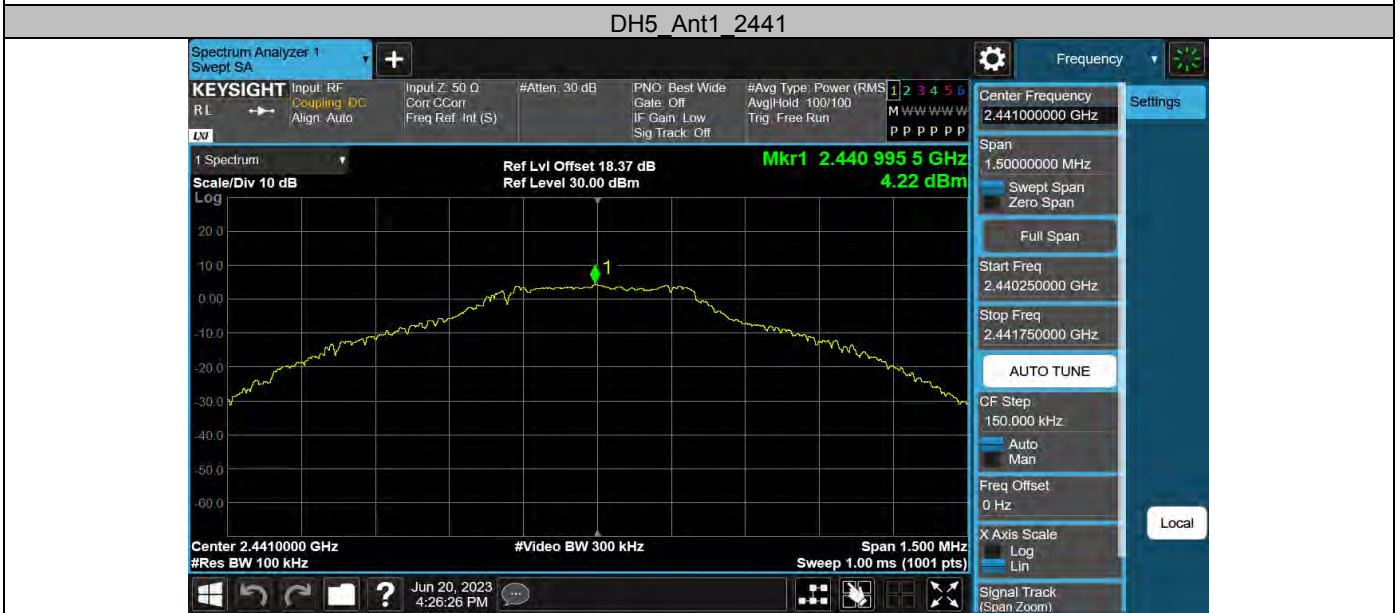 DH5_Ant1_2441
Spectrum Analyzer 1
Swept SA
Frequency
KEYSIGHT
RL
LXI
Input: RF
Coupling: DC
Align: Auto
Input Z: 50 Ω
Corr CCorr
Freq Ref: Int (S)
#Atten: 30 dB
PNO: Best Wide
Gate: Off
IF Gain: Low
Sig Track: Off
#Avg Type: Power (RMS
Avg|Hold: 100/100
Trig: Free Run
1 2 3 4 5 6
M W W W W W
P P P P P P
1 Spectrum
Scale/Div 10 dB
Log
Ref Lvl Offset 18.37 dB
Ref Level 30.00 dBm
Mkr1 2.440 995 5 GHz
4.22 dBm
20.0
10.0
0.00
-10.0
-20.0
-30.0
-40.0
-50.0
-60.0
1
Center 2.4410000 GHz
#Res BW 100 kHz
#Video BW 300 kHz
Span 1.500 MHz
Sweep 1.00 ms (1001 pts)
Center Frequency
2.441000000 GHz
Span
1.50000000 MHz
Swept Span
Zero Span
Full Span
Start Freq
2.440250000 GHz
Stop Freq
2.441750000 GHz
AUTO TUNE
CF Step
150.000 kHz
Auto
Man
Freq Offset
0 Hz
X Axis Scale
Log
Lin
Signal Track
(Span Zoom)
Settings
Local
?
Jun 20, 2023
4:26:26 PM